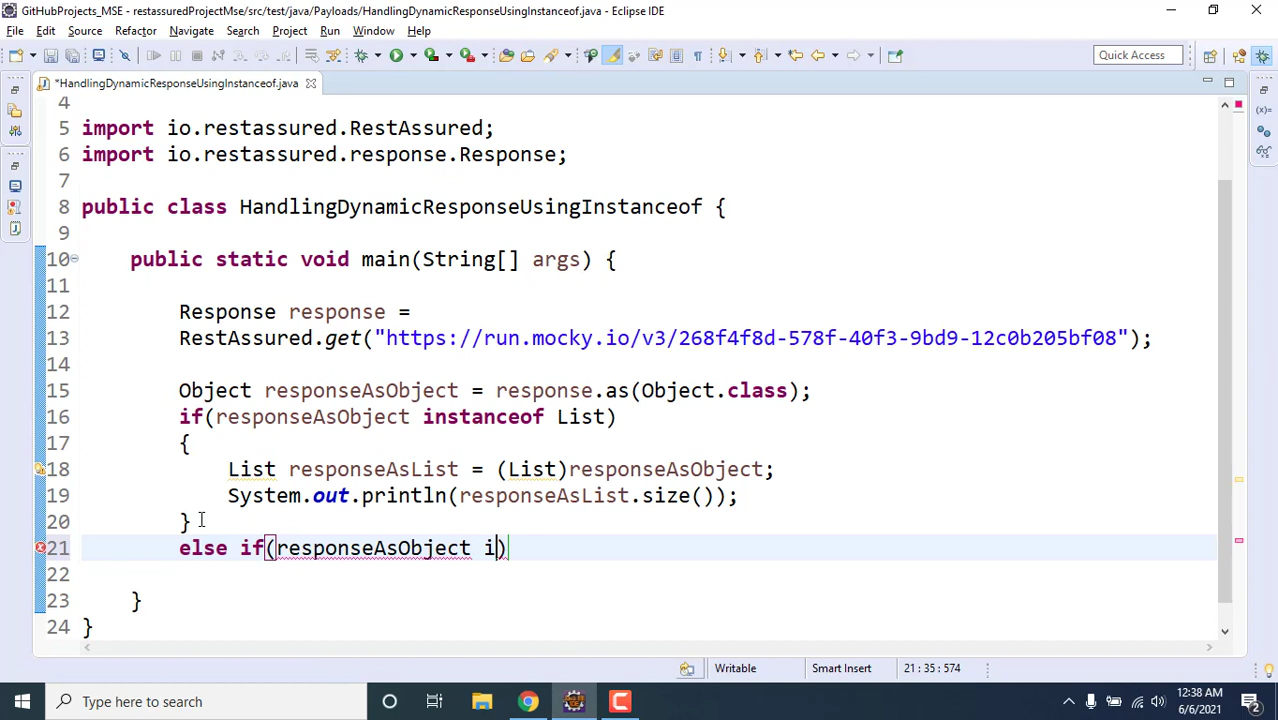 GitHubProjects_MSE - restassuredProjectMse/src/test/java/Payloads/HandlingDynamicResponseUsingInstanceof.java - Eclipse IDE
File Edit Source Refactor Navigate Search Project Run Window Help
Quick Access
*HandlingDynamicResponseUsingInstanceof.java
4
5 import io.restassured.RestAssured;
6 import io.restassured.response.Response;
7
8 public class HandlingDynamicResponseUsingInstanceof {
9
10 public static void main(String[] args) {
11
12 Response response =
13 RestAssured.get("https://run.mocky.io/v3/268f4f8d-578f-40f3-9bd9-12c0b205bf08");
14
15 Object responseAsObject = response.as(Object.class);
16 if(responseAsObject instanceof List)
17 {
18 List responseAsList = (List)responseAsObject;
19 System.out.println(responseAsList.size());
20 }
21 else if(responseAsObject i)
22
23 }
24 }
Writable Smart Insert 21 : 35 : 574
Type here to search
12:38 AM
6/6/2021
2